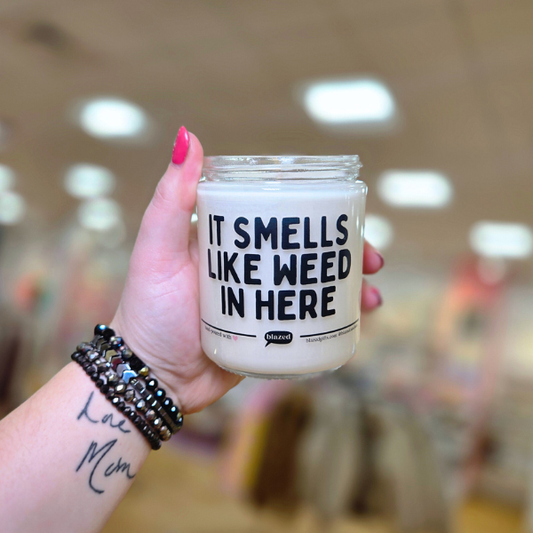 IT SMELLS
LIKE WEED
IN HERE
blazed
Love
Mom